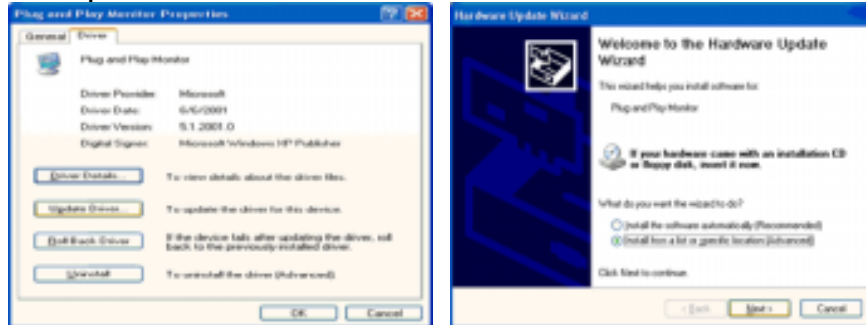 Plug and Play Monitor Properties
General Driver
Plug and Play Monitor
Driver Provider: Microsoft
Driver Date: 6/6/2001
Driver Version: 5.1.2001.0
Digital Signer: Microsoft Windows XP Publisher
Driver Details... To view details about the driver files.
Update Driver... To update the driver for this device.
Roll Back Driver If the device fails after updating the driver, roll
back to the previously installed driver.
Uninstall To uninstall the driver (Advanced).
OK Cancel
Hardware Update Wizard
Welcome to the Hardware Update
Wizard
This wizard helps you install software for:
Plug and Play Monitor
If your hardware came with an installation CD
or floppy disk, insert it now.
What do you want the wizard to do?
Install the software automatically (Recommended)
Install from a list or specific location (Advanced)
Click Next to continue.
< Back Next > Cancel